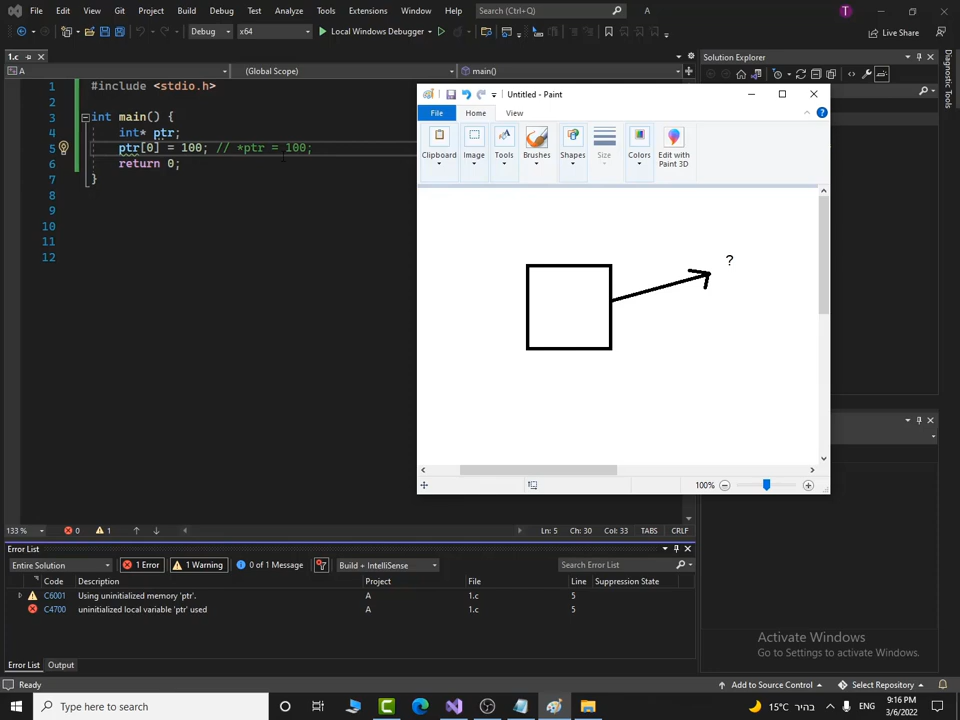 File Edit View Git Project Build Debug Test Analyze Tools Extensions Window Help Search (Ctrl+Q) A T
Debug x64 Local Windows Debugger Live Share
1.c
A (Global Scope) main()
1 #include <stdio.h>
2
3 int main() {
4 int* ptr;
5 ptr[0] = 100; // *ptr = 100;
6 return 0;
7 }
8
9
10
11
12
Untitled - Paint
File Home View
Clipboard Image Tools Brushes Shapes Size Colors Edit with
Paint 3D
?
100%
Solution Explorer
Diagnostic Tools
133 % 0 1 Ln: 5 Ch: 30 Col: 33 TABS CRLF
Error List
Entire Solution 1 Error 1 Warning 0 of 1 Message Build + IntelliSense Search Error List
Code Description Project File Line Suppression State
C6001 Using uninitialized memory 'ptr'. A 1.c 5
C4700 uninitialized local variable 'ptr' used A 1.c 5
Error List Output
Activate Windows
Go to Settings to activate Windows.
Ready Add to Source Control Select Repository
Type here to search 15°C בהיר ENG 9:16 PM
3/6/2022